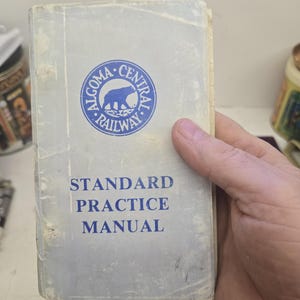 ALGOMA · CENTRAL
· RAILWAY ·
STANDARD
PRACTICE
MANUAL